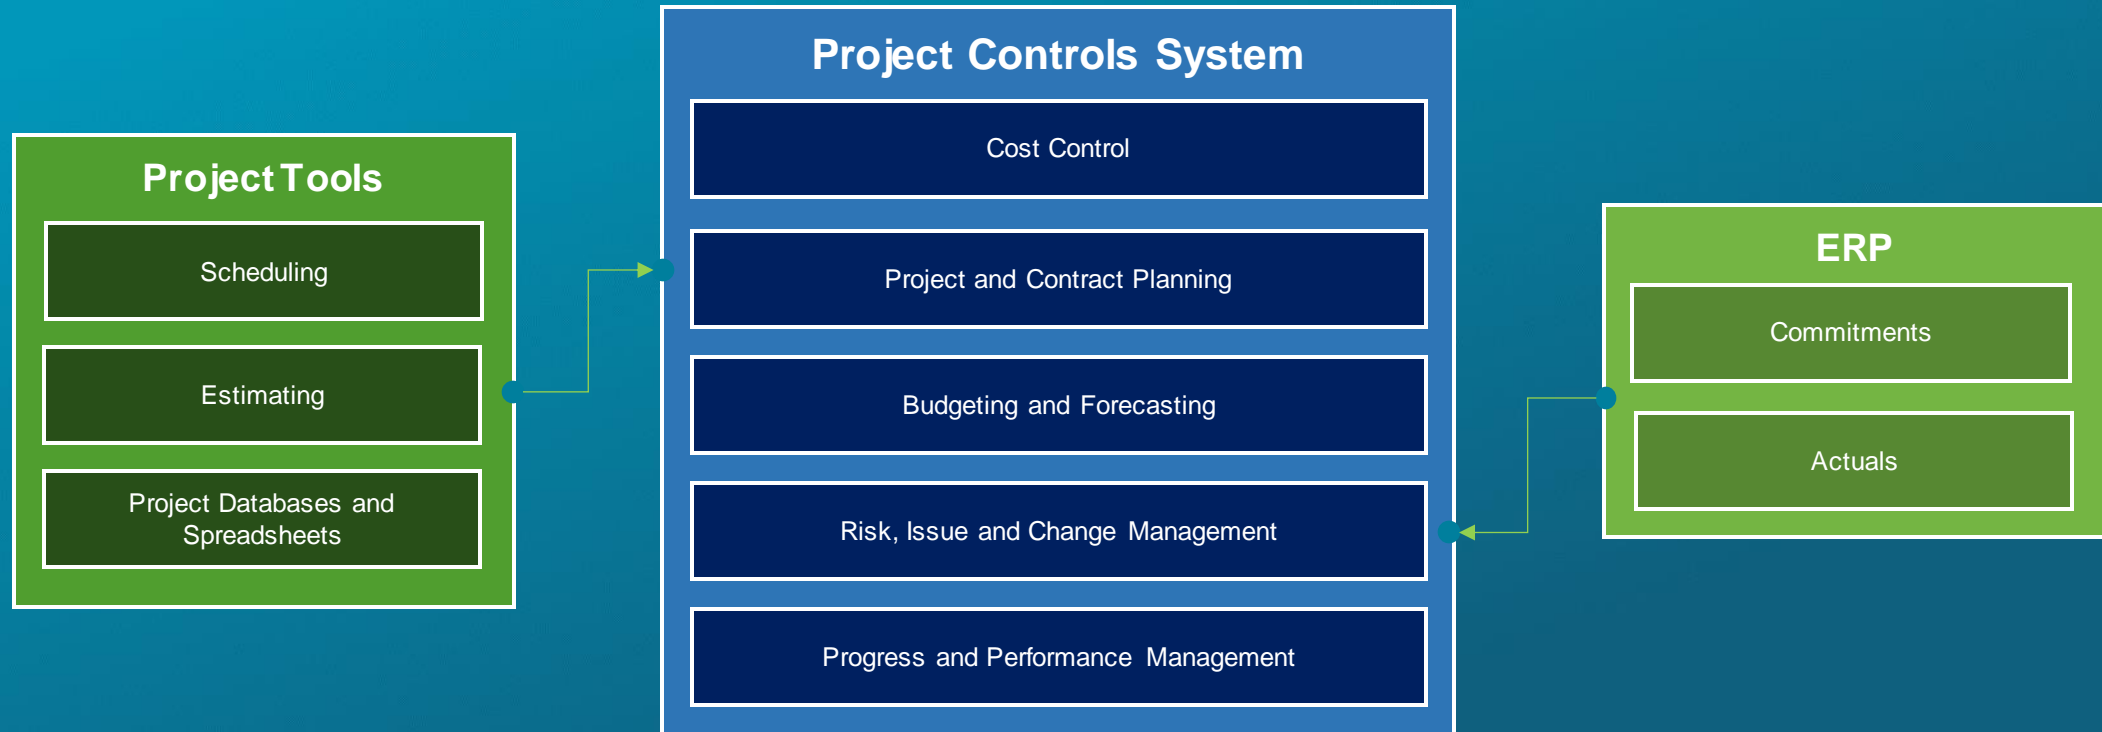 Project Tools
Scheduling
Estimating
Project Databases and
Spreadsheets
Project Controls System
Cost Control
Project and Contract Planning
Budgeting and Forecasting
Risk, Issue and Change Management
Progress and Performance Management
ERP
Commitments
Actuals